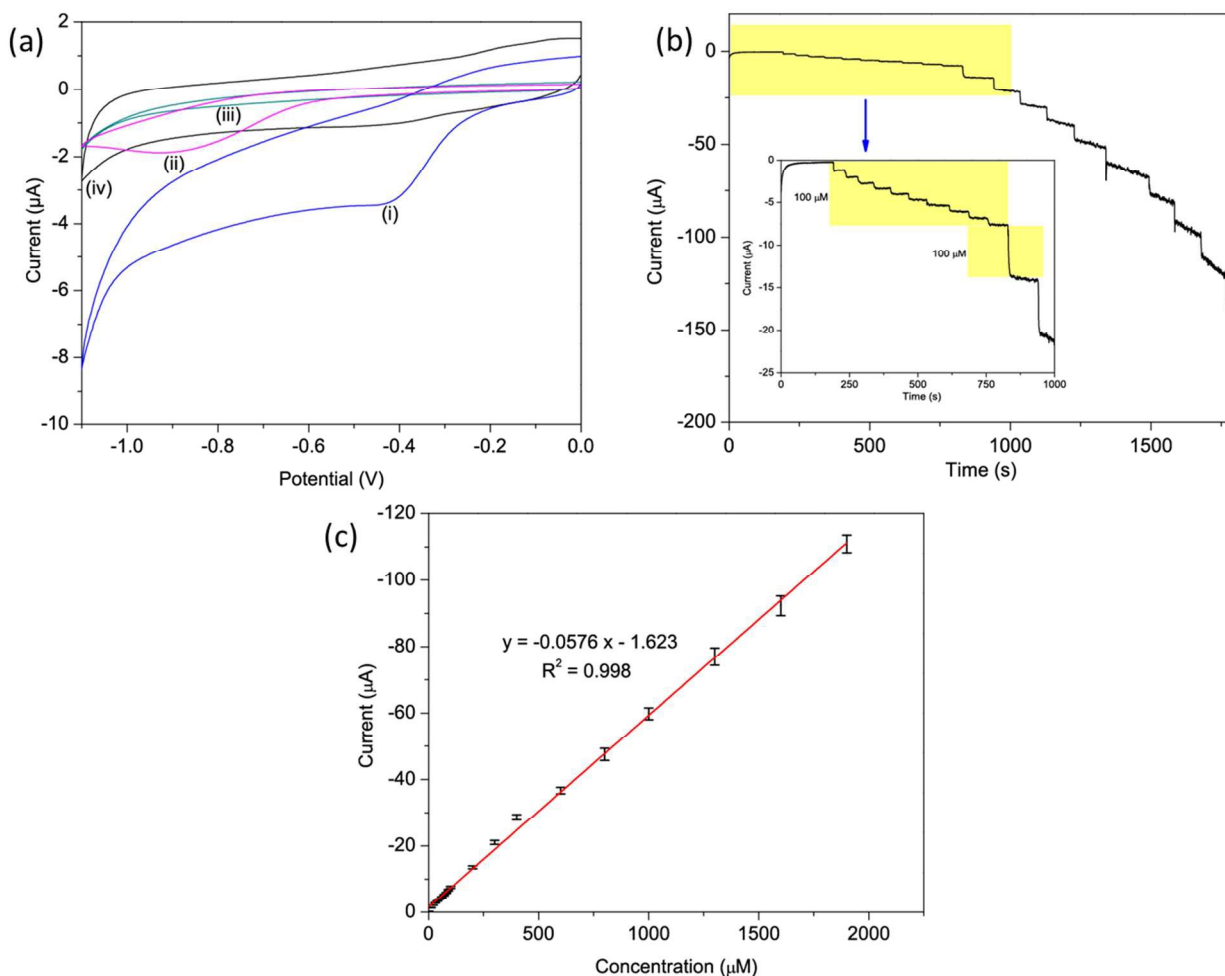 (a)
2
0
-2
-4
-6
-8
-10
Current (μA)
(iii)
(ii)
(iv)
(i)
-1.0
-0.8
-0.6
-0.4
-0.2
0.0
Potential (V)
(b)
0
-50
-100
-150
-200
Current (μA)
0
-5
-10
-15
-20
-25
Current (μA)
100 μM
100 μM
0
250
500
750
1000
Time (s)
0
500
1000
1500
Time (s)
(c)
-120
-100
-80
-60
-40
-20
0
Current (μA)
y = -0.0576 x - 1.623
R² = 0.998
0
500
1000
1500
2000
Concentration (μM)